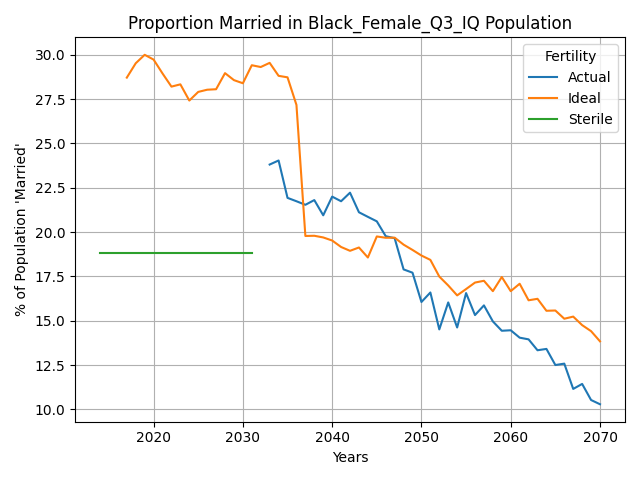 Proportion Married in Black_Female_Q3_IQ Population
30.0
27.5
25.0
22.5
20.0
17.5
15.0
12.5
10.0
% of Population 'Married'
Fertility
Actual
Ideal
Sterile
2020 2030 2040 2050 2060 2070
Years